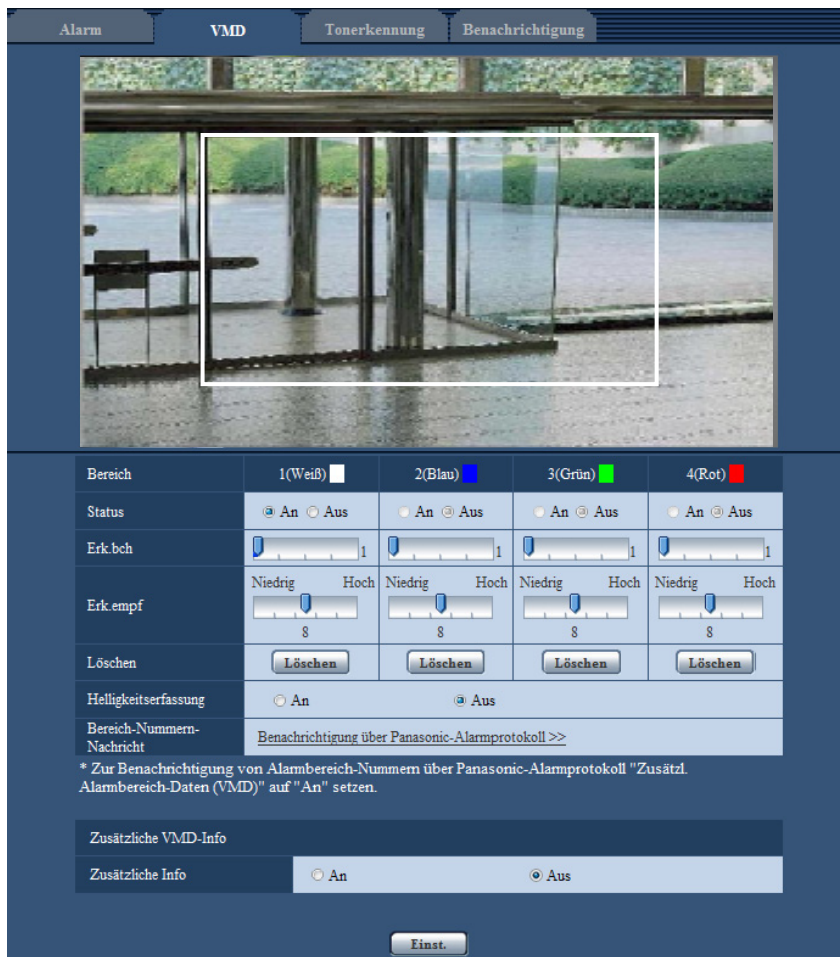 Alarm VMD Tonerkennung Benachrichtigung
Bereich 1(Weiß) 2(Blau) 3(Grün) 4(Rot)
Status An Aus An Aus An Aus An Aus
Erk.bch 1 1 1 1
Niedrig Hoch Niedrig Hoch Niedrig Hoch Niedrig Hoch
Erk.empf
8 8 8 8
Löschen Löschen Löschen Löschen Löschen
Helligkeitserfassung An Aus
Bereich-Nummern-
Nachricht Benachrichtigung über Panasonic-Alarmprotokoll >>
* Zur Benachrichtigung von Alarmbereich-Nummern über Panasonic-Alarmprotokoll "Zusätzl.
Alarmbereich-Daten (VMD)" auf "An" setzen.
Zusätzliche VMD-Info
Zusätzliche Info An Aus
Einst.